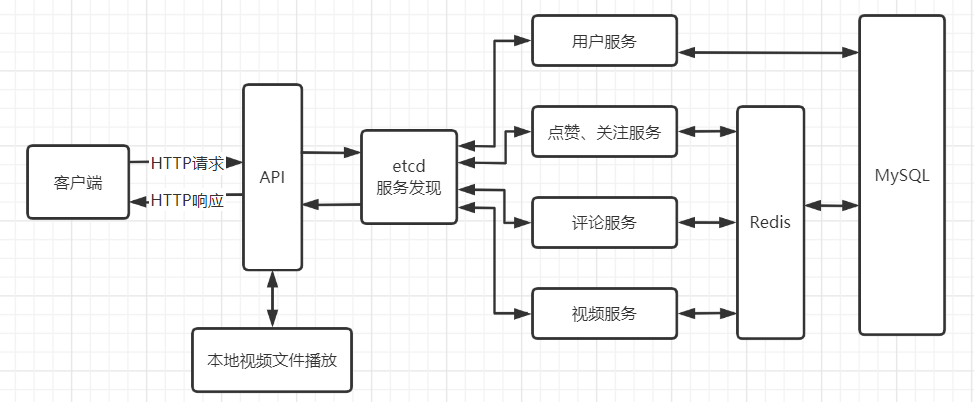 客户端
HTTP请求
HTTP响应
API
本地视频文件播放
etcd
服务发现
用户服务
点赞、关注服务
评论服务
视频服务
Redis
MySQL